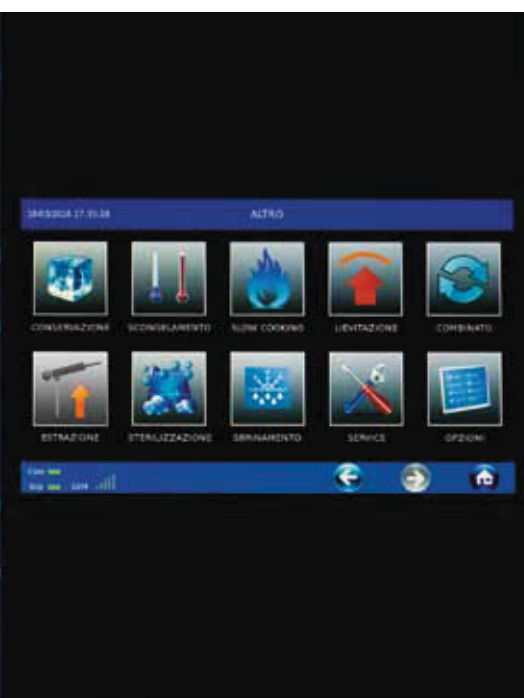 ALTRO
CONSERVAZIONE
SCONGELAMENTO
SLOW COOKING
LIEVITAZIONE
COMBINATO
ESTRAZIONE
STERILIZZAZIONE
SBRINAMENTO
SERVICE
OPZIONI